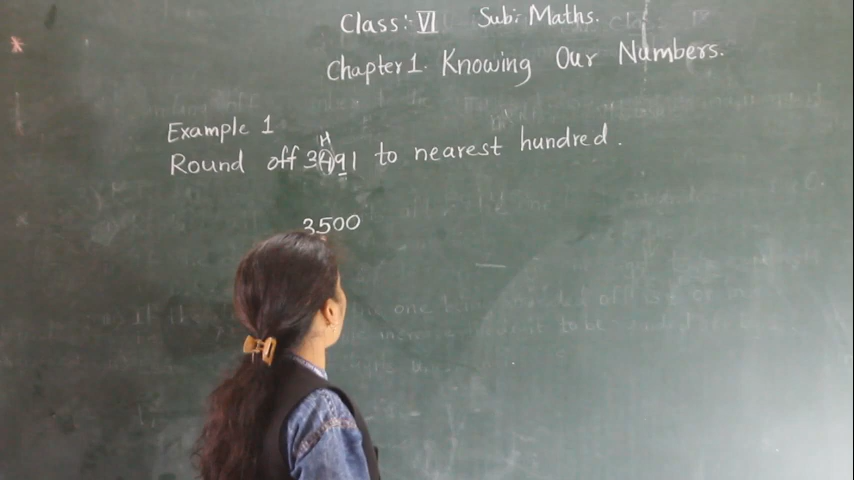 Class:- VI Sub:- Maths.
Chapter 1. Knowing Our Numbers.
Example 1
H
Round off 3491 to nearest hundred.
3500